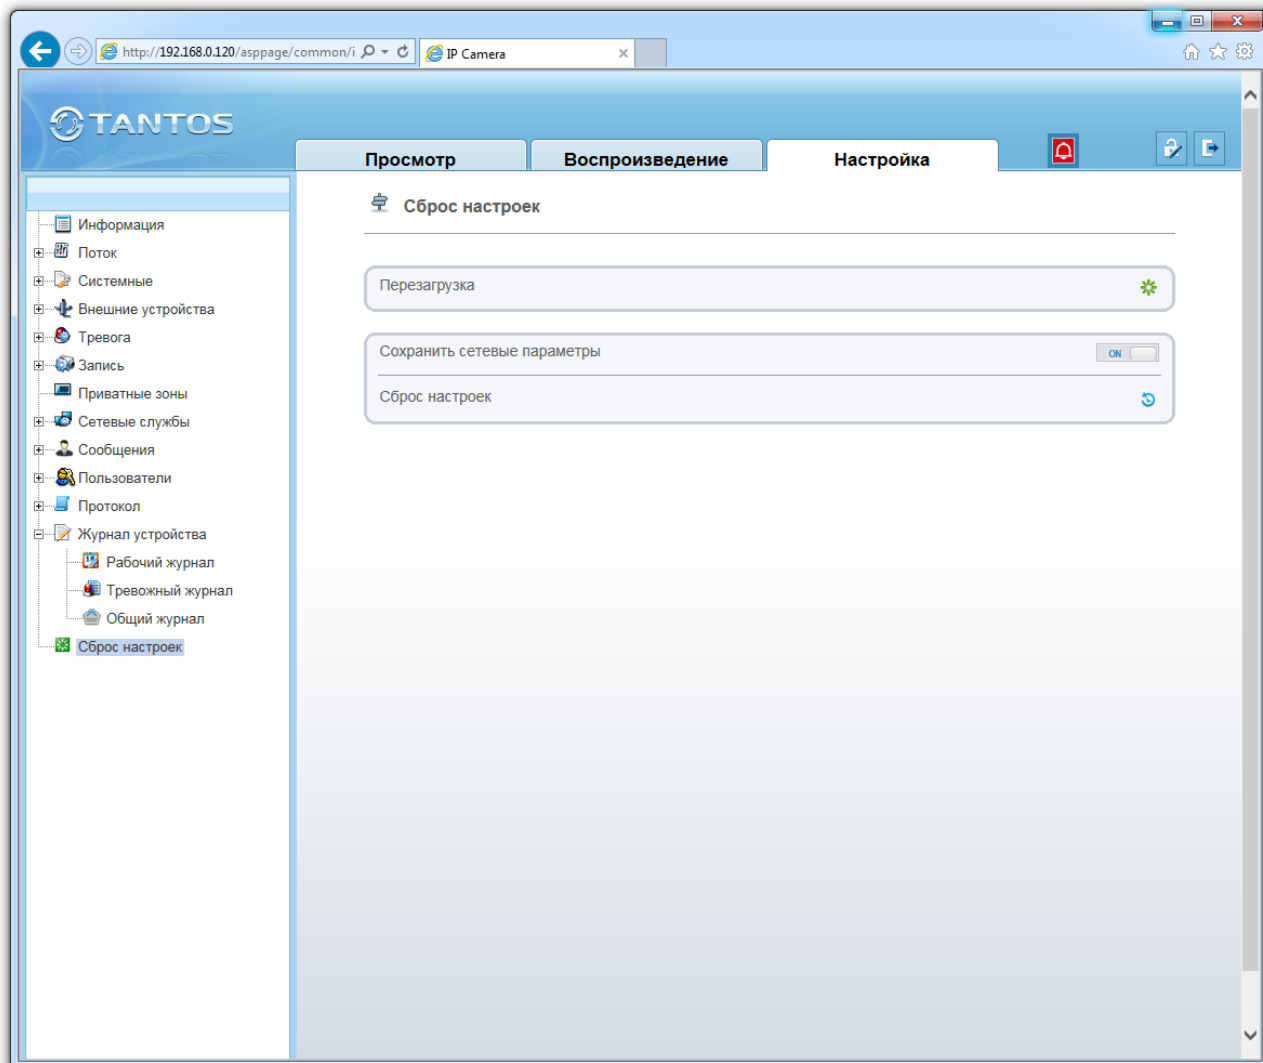 http://192.168.0.120/asppage/common/i
IP Camera
TANTOS
Просмотр
Воспроизведение
Настройка
Сброс настроек
Информация
Поток
Системные
Внешние устройства
Тревога
Запись
Приватные зоны
Сетевые службы
Сообщения
Пользователи
Протокол
Журнал устройства
Рабочий журнал
Тревожный журнал
Общий журнал
Сброс настроек
Перезагрузка
Сохранить сетевые параметры
ON
Сброс настроек